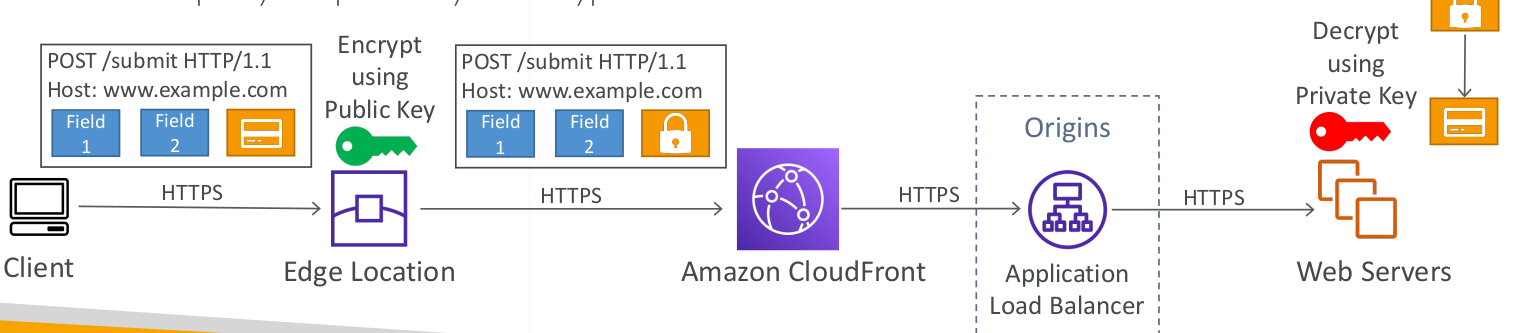 POST /submit HTTP/1.1
Host: www.example.com
Field
1
Field
2
Encrypt
using
Public Key
POST /submit HTTP/1.1
Host: www.example.com
Field
1
Field
2
Decrypt
using
Private Key
Origins
HTTPS
HTTPS
HTTPS
HTTPS
Client
Edge Location
Amazon CloudFront
Application
Load Balancer
Web Servers